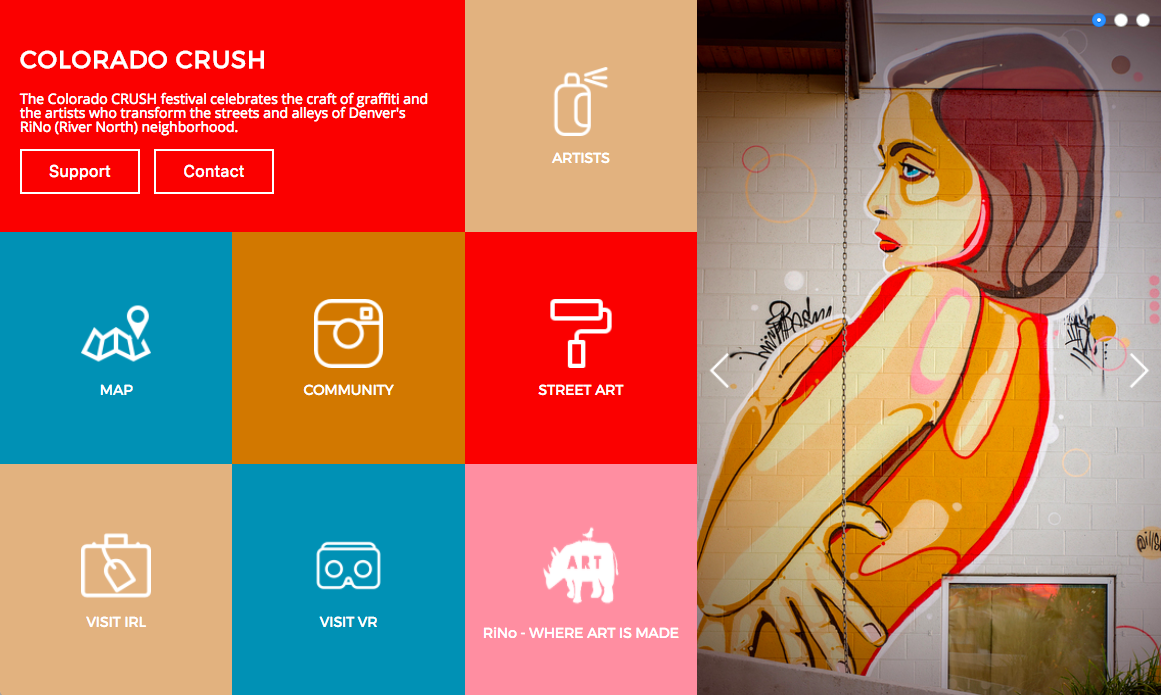 COLORADO CRUSH
The Colorado CRUSH festival celebrates the craft of graffiti and
the artists who transform the streets and alleys of Denver's
RiNo (River North) neighborhood.
Support
Contact
ARTISTS
MAP
COMMUNITY
STREET ART
VISIT IRL
VISIT VR
ART
RiNo - WHERE ART IS MADE